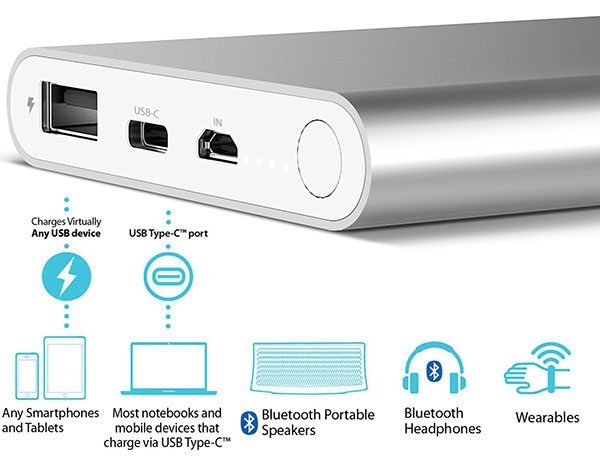 USB-C
IN
Charges Virtually
Any USB device
USB Type-C™ port
Any Smartphones
and Tablets
Most notebooks and
mobile devices that
charge via USB Type-C™
Bluetooth Portable
Speakers
Bluetooth
Headphones
Wearables